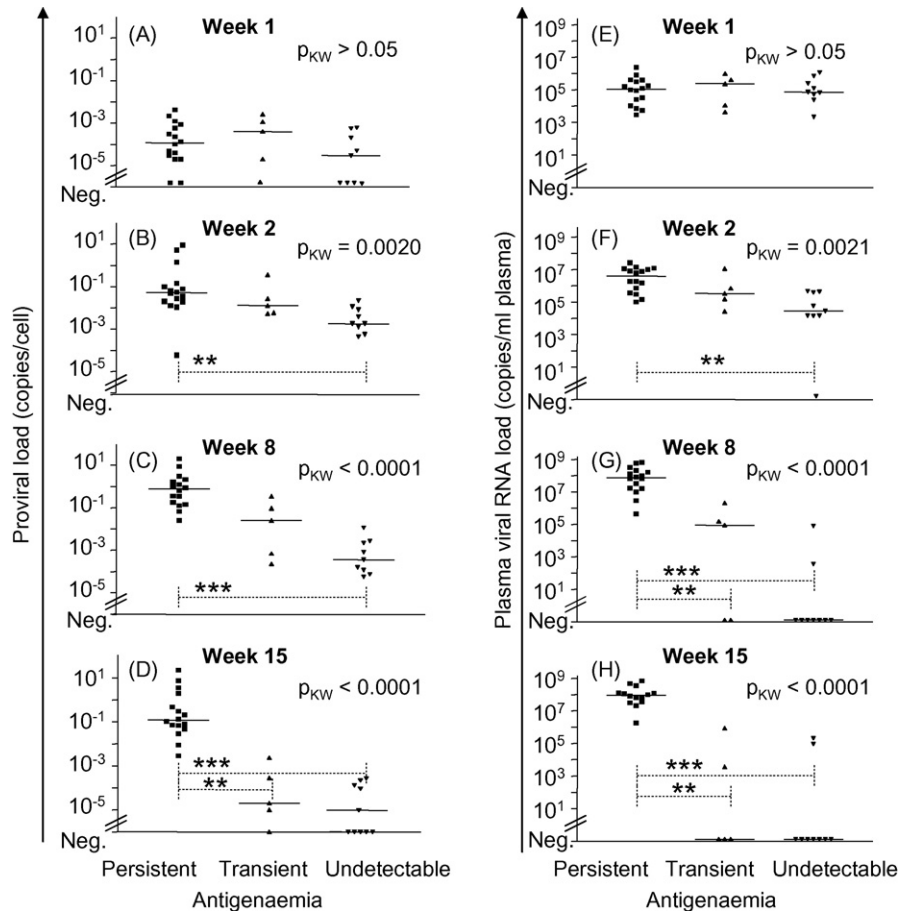 Proviral load (copies/cell)
(A) Week 1
p_KW > 0.05
10^1
10^-1
10^-3
10^-5
Neg.
(B) Week 2
p_KW = 0.0020
10^1
10^-1
10^-3
10^-5
**
Neg.
(C) Week 8
p_KW < 0.0001
10^1
10^-1
10^-3
10^-5
***
Neg.
(D) Week 15
p_KW < 0.0001
10^1
10^-1
10^-3
10^-5
***
**
Neg.
Persistent Transient Undetectable
Antigenaemia
Plasma viral RNA load (copies/ml plasma)
(E) Week 1
p_KW > 0.05
10^9
10^7
10^5
10^3
10^1
Neg.
(F) Week 2
p_KW = 0.0021
10^9
10^7
10^5
10^3
10^1
**
Neg.
(G) Week 8
p_KW < 0.0001
10^9
10^7
10^5
10^3
10^1
***
**
Neg.
(H) Week 15
p_KW < 0.0001
10^9
10^7
10^5
10^3
10^1
***
**
Neg.
Persistent Transient Undetectable
Antigenaemia